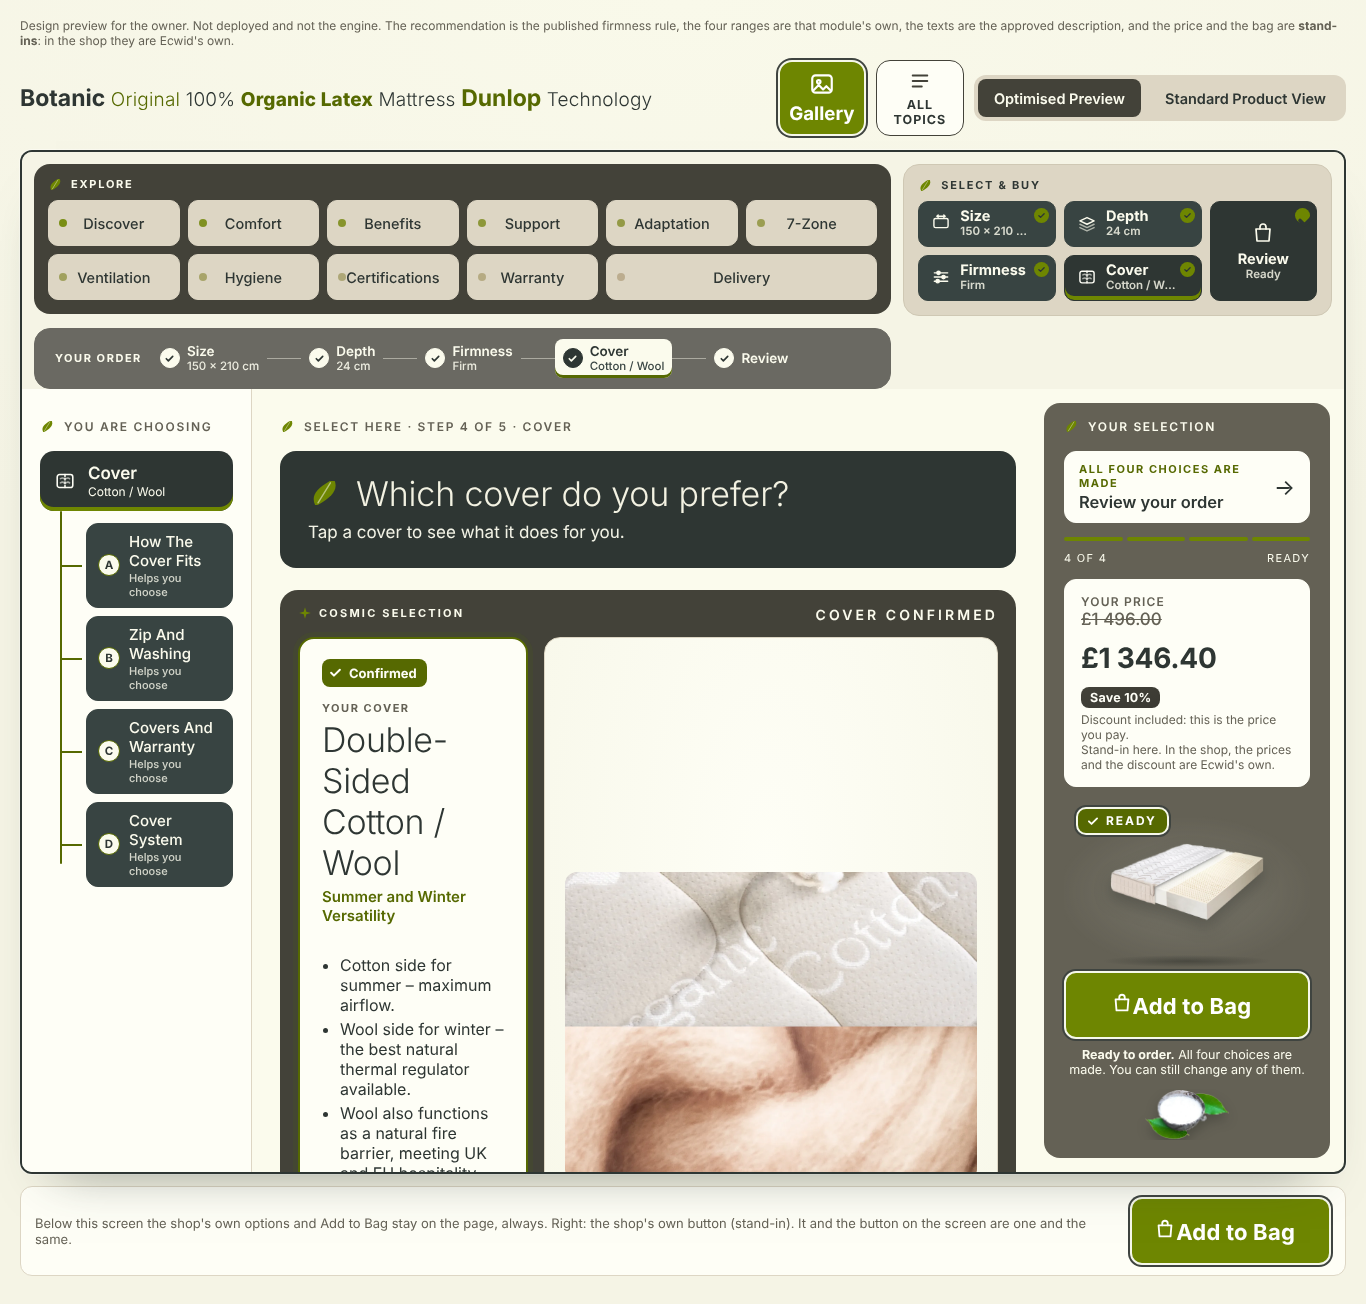 Design preview for the owner. Not deployed and not the engine. The recommendation is the published firmness rule, the four ranges are that module's own, the texts are the approved description, and the price and the bag are stand-
ins: in the shop they are Ecwid's own.
Botanic Original 100% Organic Latex Mattress Dunlop Technology
Gallery
ALL
TOPICS
Optimised Preview
Standard Product View
EXPLORE
Discover
Comfort
Benefits
Support
Adaptation
7-Zone
Ventilation
Hygiene
Certifications
Warranty
Delivery
SELECT & BUY
Size
150 × 210 ...
Depth
24 cm
Firmness
Firm
Cover
Cotton / W...
Review
Ready
YOUR ORDER
Size
150 × 210 cm
Depth
24 cm
Firmness
Firm
Cover
Cotton / Wool
Review
YOU ARE CHOOSING
Cover
Cotton / Wool
A
How The
Cover Fits
Helps you
choose
B
Zip And
Washing
Helps you
choose
C
Covers And
Warranty
Helps you
choose
D
Cover
System
Helps you
choose
SELECT HERE · STEP 4 OF 5 · COVER
Which cover do you prefer?
Tap a cover to see what it does for you.
COSMIC SELECTION
COVER CONFIRMED
Confirmed
YOUR COVER
Double-
Sided
Cotton /
Wool
Summer and Winter
Versatility
• Cotton side for
summer – maximum
airflow.
• Wool side for winter –
the best natural
thermal regulator
available.
• Wool also functions
as a natural fire
barrier, meeting UK
and EU hospitality
Cotton
YOUR SELECTION
ALL FOUR CHOICES ARE
MADE
Review your order
4 OF 4
READY
YOUR PRICE
£1 496.00
£1 346.40
Save 10%
Discount included: this is the price
you pay.
Stand-in here. In the shop, the prices
and the discount are Ecwid's own.
READY
Add to Bag
Ready to order. All four choices are
made. You can still change any of them.
Below this screen the shop's own options and Add to Bag stay on the page, always. Right: the shop's own button (stand-in). It and the button on the screen are one and the
same.
Add to Bag